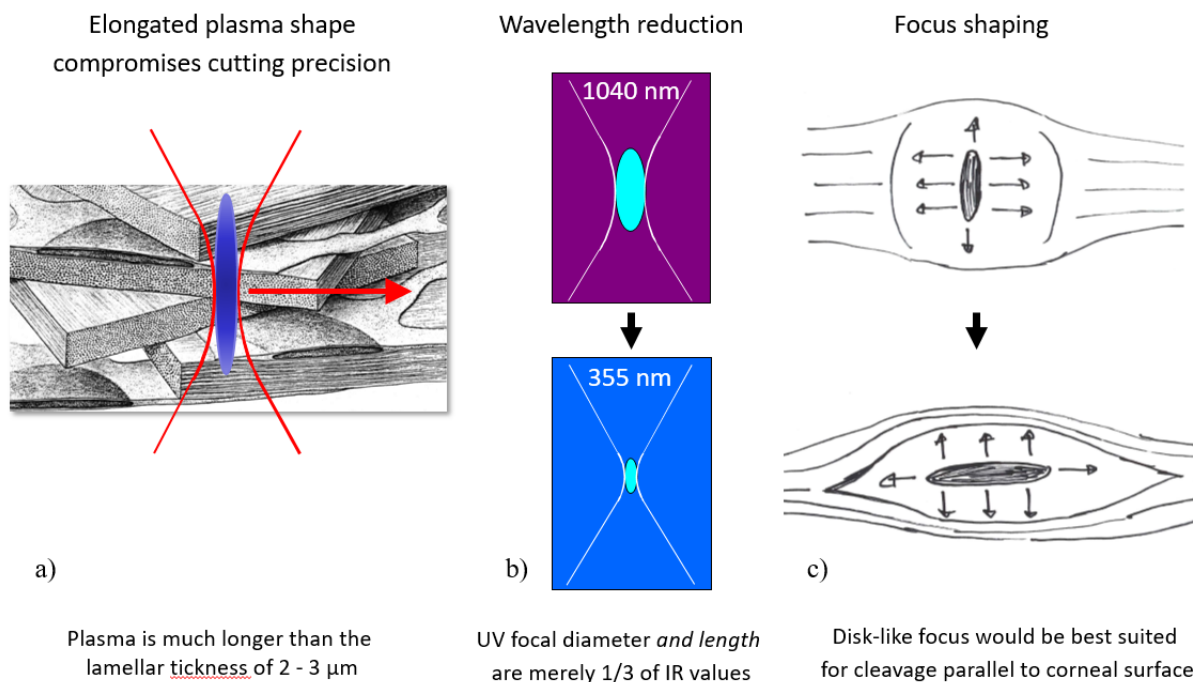 Elongated plasma shape
compromises cutting precision
Wavelength reduction
Focus shaping
1040 nm
355 nm
a)
b)
c)
Plasma is much longer than the
lamellar tickness of 2 - 3 µm
UV focal diameter and length
are merely 1/3 of IR values
Disk-like focus would be best suited
for cleavage parallel to corneal surface